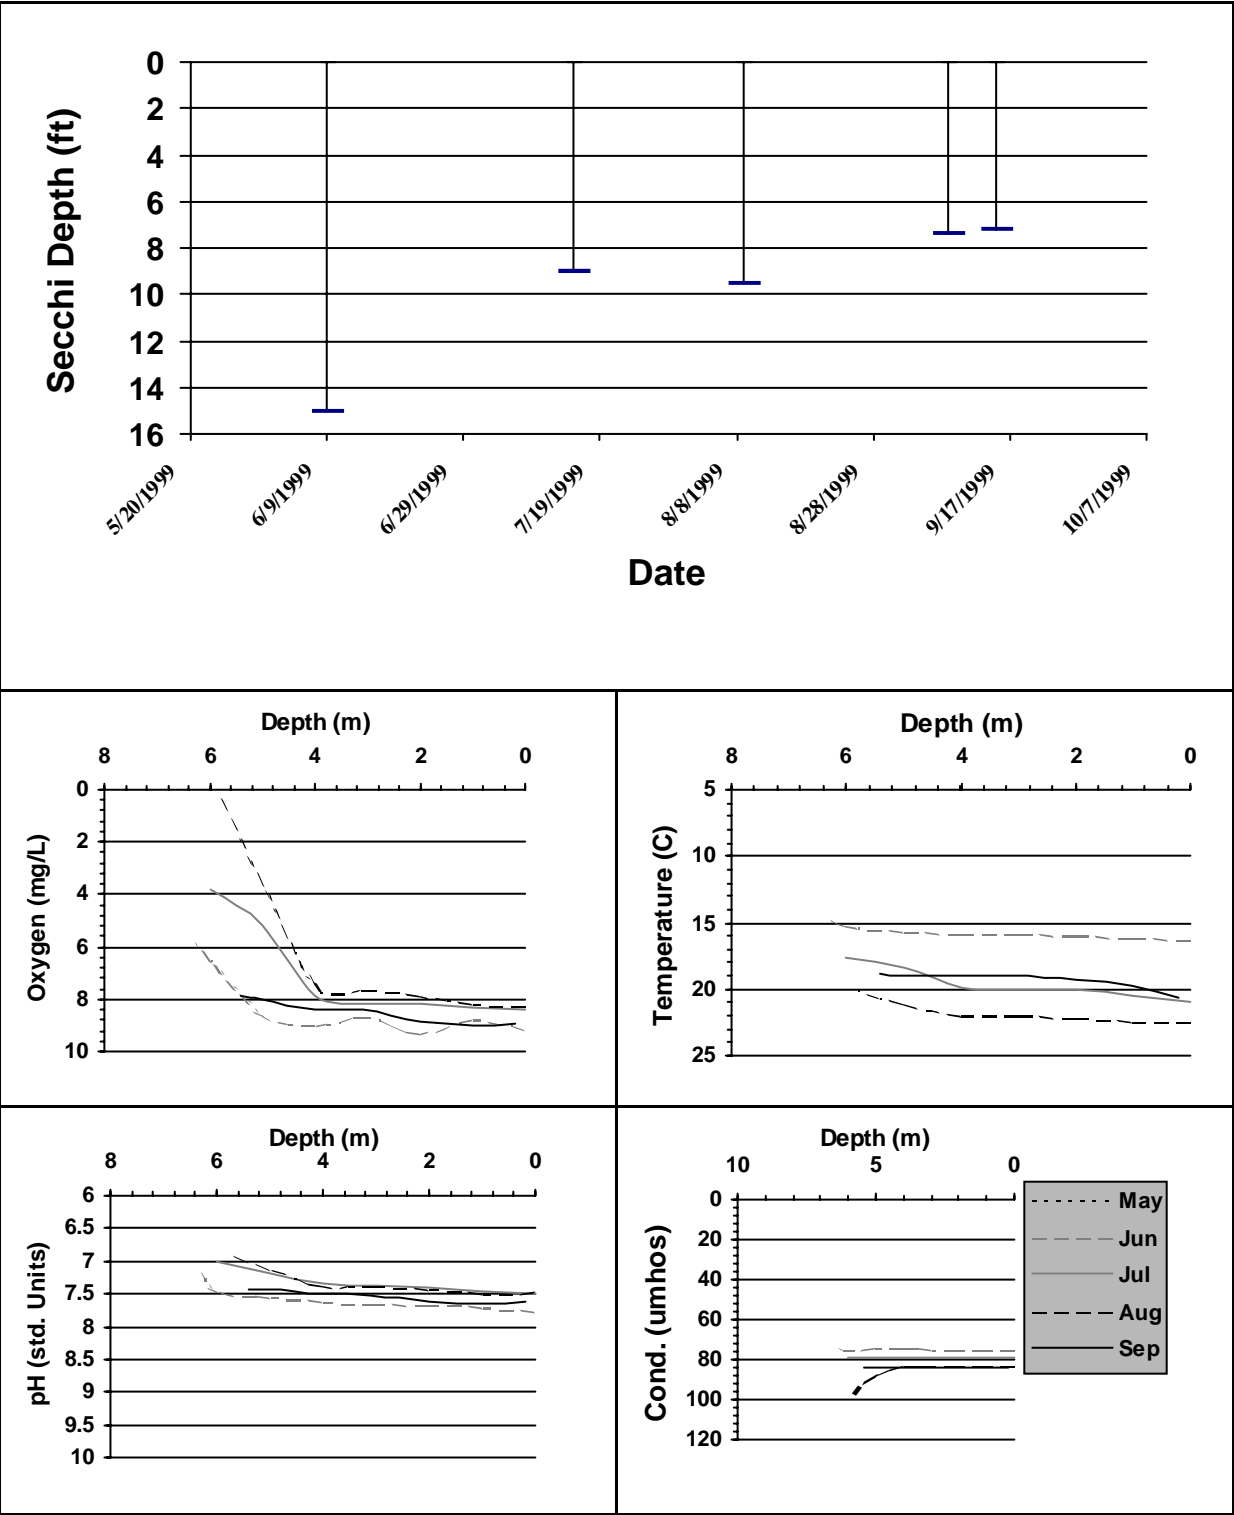 0
2
4
6
8
10
12
14
16
Secchi Depth (ft)
5/20/1999 6/9/1999 6/29/1999 7/19/1999 8/8/1999 8/28/1999 9/17/1999 10/7/1999
Date
Depth (m)
8 6 4 2 0
0
2
4
6
8
10
Oxygen (mg/L)
Depth (m)
8 6 4 2 0
5
10
15
20
25
Temperature (C)
Depth (m)
8 6 4 2 0
6
6.5
7
7.5
8
8.5
9
9.5
10
pH (std. Units)
Depth (m)
10 5 0
0
20
40
60
80
100
120
Cond. (umhos)
May
Jun
Jul
Aug
Sep